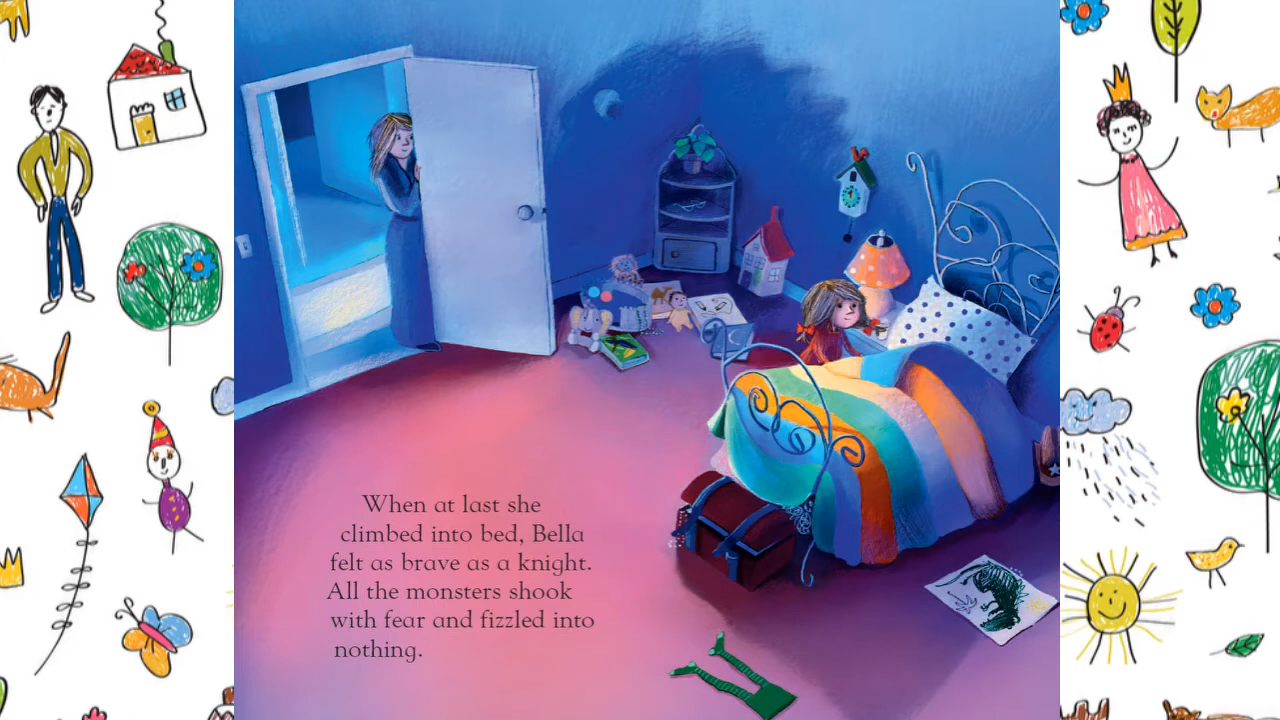 When at last she
climbed into bed, Bella
felt as brave as a knight.
All the monsters shook
with fear and fizzled into
nothing.